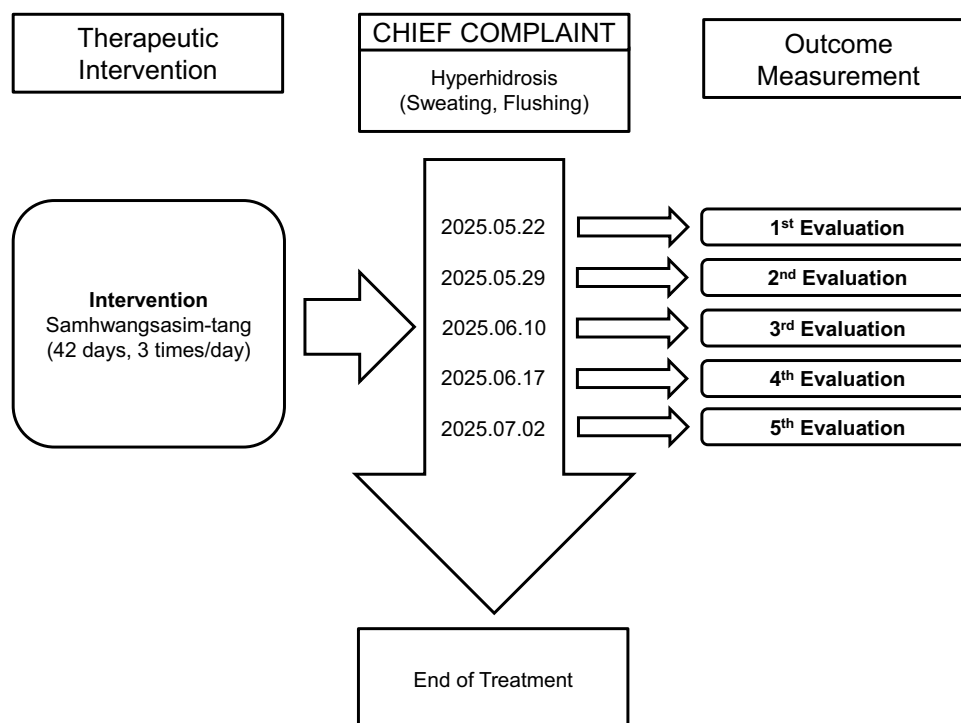 Therapeutic
Intervention
CHIEF COMPLAINT
Hyperhidrosis
(Sweating, Flushing)
Outcome
Measurement
Intervention
Samhwangsasim-tang
(42 days, 3 times/day)
2025.05.22
1st Evaluation
2025.05.29
2nd Evaluation
2025.06.10
3rd Evaluation
2025.06.17
4th Evaluation
2025.07.02
5th Evaluation
End of Treatment